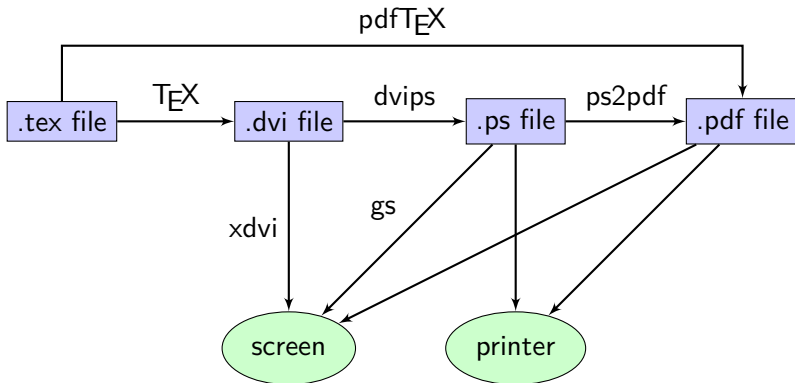 pdfTEX
TEX
dvips
ps2pdf
.tex file
.dvi file
.ps file
.pdf file
xdvi
gs
screen
printer